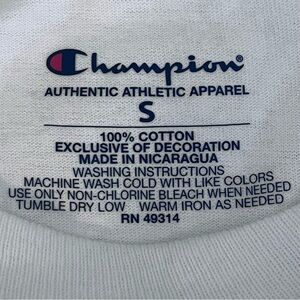 Champion
AUTHENTIC ATHLETIC APPAREL
S
100% COTTON
EXCLUSIVE OF DECORATION
MADE IN NICARAGUA
WASHING INSTRUCTIONS
MACHINE WASH COLD WITH LIKE COLORS
USE ONLY NON-CHLORINE BLEACH WHEN NEEDED
TUMBLE DRY LOW WARM IRON AS NEEDED
RN 49314